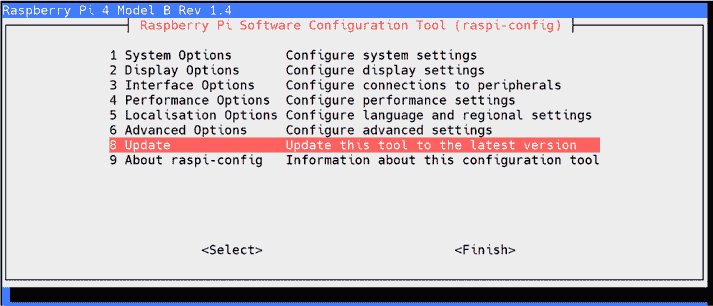 Raspberry Pi 4 Model B Rev 1.4
Raspberry Pi Software Configuration Tool (raspi-config)
1 System Options Configure system settings
2 Display Options Configure display settings
3 Interface Options Configure connections to peripherals
4 Performance Options Configure performance settings
5 Localisation Options Configure language and regional settings
6 Advanced Options Configure advanced settings
8 Update Update this tool to the latest version
9 About raspi-config Information about this configuration tool
<Select> <Finish>